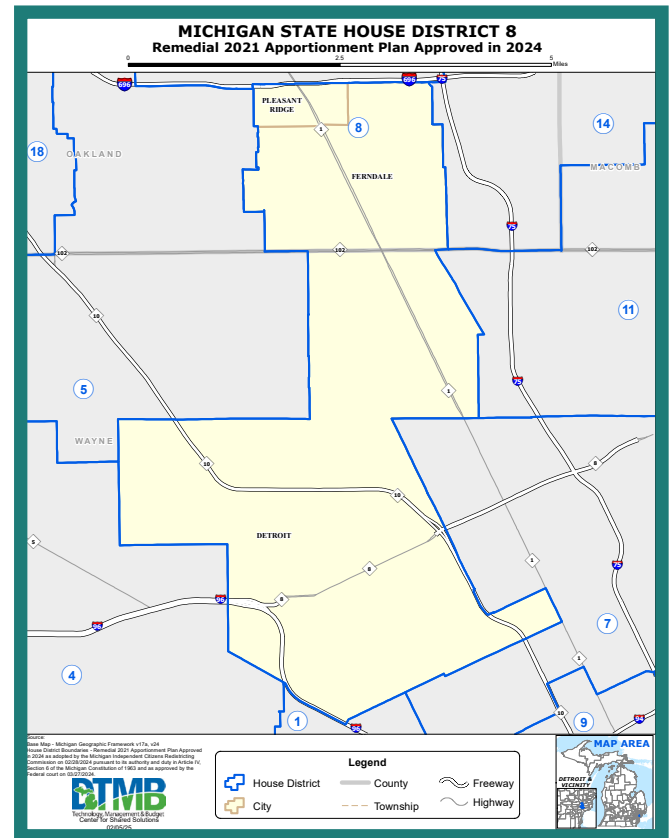 MICHIGAN STATE HOUSE DISTRICT 8
Remedial 2021 Apportionment Plan Approved in 2024
0 2.5 5
Miles
696 696 75
PLEASANT
RIDGE
8
14
1
18
OAKLAND
MACOMB
FERNDALE
75
102 102 102
10
11
5
75
1
WAYNE
10
8
10
5
DETROIT
8
1
75
8
96
96
7
1
4
1
96
10
9
94
Source:
Base Map - Michigan Geographic Framework v17a, v24
House District Boundaries - Remedial 2021 Apportionment Plan Approved
in 2024 as adopted by the Michigan Independent Citizens Redistricting
Commission on 02/28/2024 pursuant to its authority and duty in Article IV,
Section 6 of the Michigan Constitution of 1963 and as approved by the
Federal court on 03/27/2024.
DTMB
Technology, Management & Budget
Center for Shared Solutions
02/05/25
Legend
House District County Freeway
City Township Highway
MAP AREA
DETROIT &
VICINITY